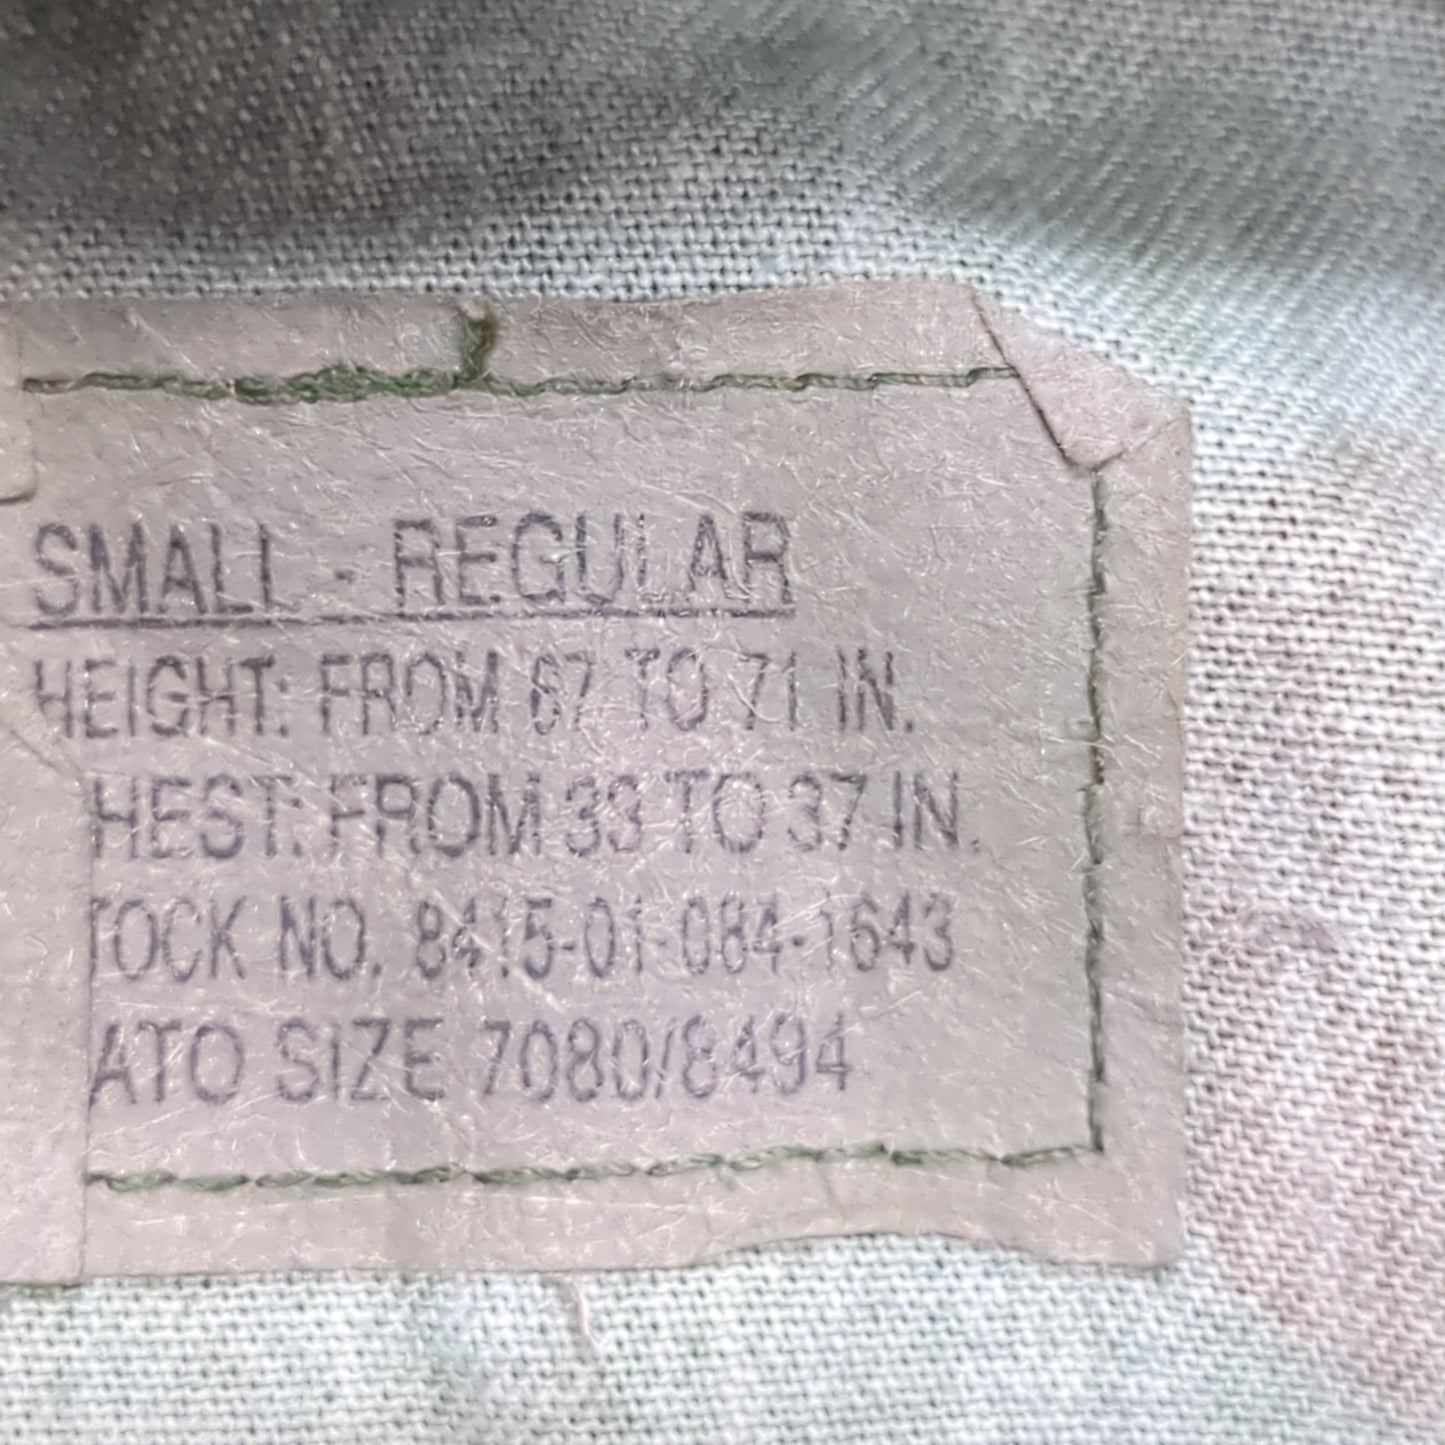 SMALL - REGULAR
HEIGHT: FROM 67 TO 71 IN.
HEST: FROM 33 TO 37 IN.
TOCK NO. 8415-01-084-1643
ATO SIZE 7080/8494